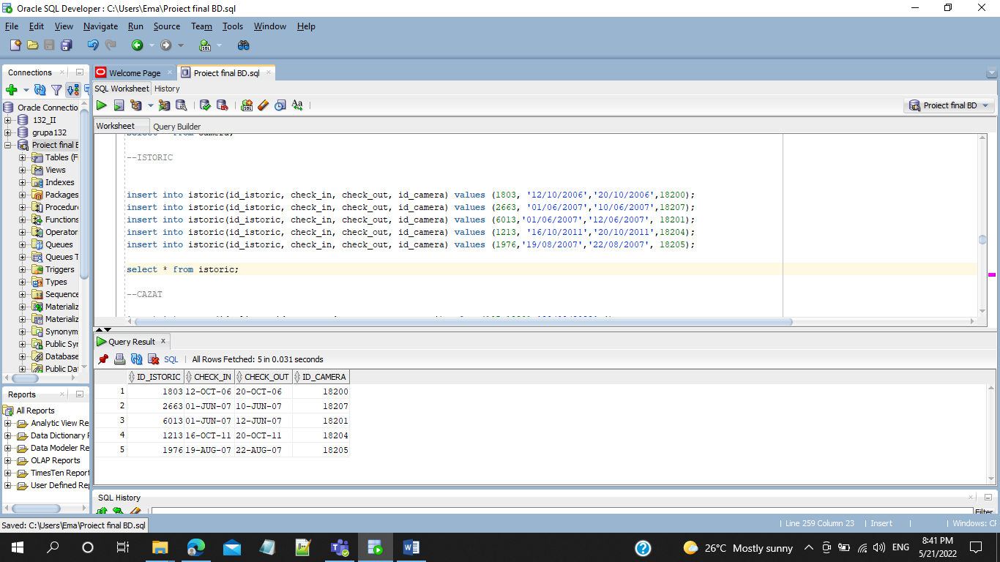 Oracle SQL Developer : C:\Users\Ema\Proiect final BD.sql
File Edit View Navigate Run Source Team Tools Window Help
Connections
Welcome Page
Proiect final BD.sql
SQL Worksheet History
Proiect final BD
Worksheet Query Builder
Oracle Connectio
132_II
grupa132
Proiect final B
Tables (F
Views
Indexes
Packages
Procedur
Functions
Operator
Queues
Queues T
Triggers
Types
Sequence
Materializ
Materializ
Synonym
Public Syn
Database
Public Da
select * from camera;
--ISTORIC
insert into istoric(id_istoric, check_in, check_out, id_camera) values (1803, '12/10/2006','20/10/2006',18200);
insert into istoric(id_istoric, check_in, check_out, id_camera) values (2663, '01/06/2007','10/06/2007',18207);
insert into istoric(id_istoric, check_in, check_out, id_camera) values (6013,'01/06/2007','12/06/2007', 18201);
insert into istoric(id_istoric, check_in, check_out, id_camera) values (1213, '16/10/2011','20/10/2011',18204);
insert into istoric(id_istoric, check_in, check_out, id_camera) values (1976,'19/08/2007','22/08/2007', 18205);
select * from istoric;
--CAZAT
Query Result
SQL | All Rows Fetched: 5 in 0.031 seconds
ID_ISTORIC CHECK_IN CHECK_OUT ID_CAMERA
1 1803 12-OCT-06 20-OCT-06 18200
2 2663 01-JUN-07 10-JUN-07 18207
3 6013 01-JUN-07 12-JUN-07 18201
4 1213 16-OCT-11 20-OCT-11 18204
5 1976 19-AUG-07 22-AUG-07 18205
Reports
All Reports
Analytic View Re
Data Dictionary R
Data Modeler Re
OLAP Reports
TimesTen Report
User Defined Rep
SQL History
Filter
Saved: C:\Users\Ema\Proiect final BD.sql
| Line 259 Column 23 | Insert | | Windows: CR
26°C Mostly sunny
ENG
8:41 PM
5/21/2022